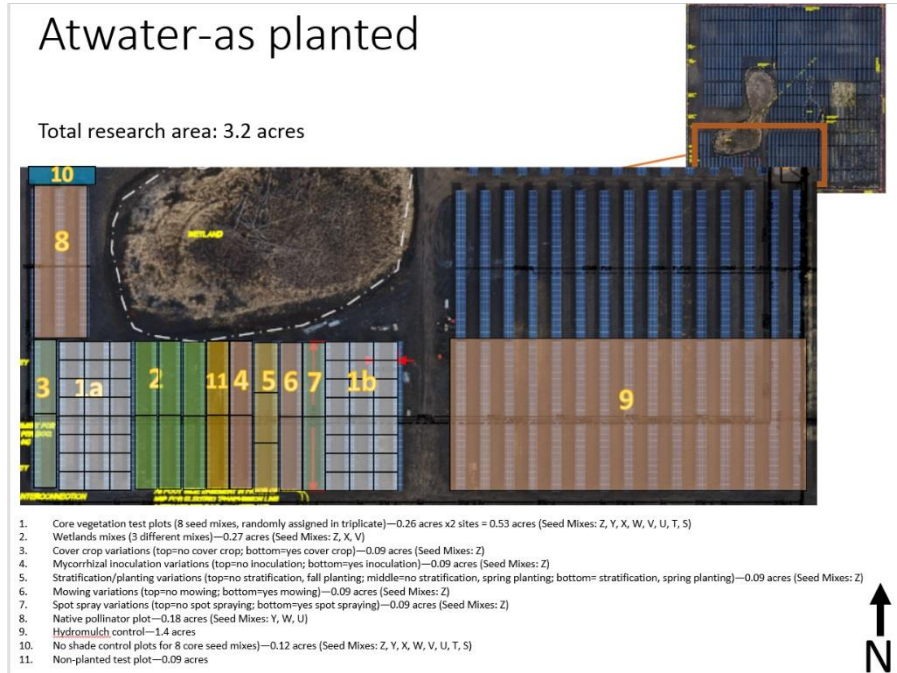 Atwater-as planted
Total research area: 3.2 acres
10
8
WETLAND
3
1a
2
11
4
5
6
7
1b
9
INTERCONNECTION
1. Core vegetation test plots (8 seed mixes, randomly assigned in triplicate)—0.26 acres x2 sites = 0.53 acres (Seed Mixes: Z, Y, X, W, V, U, T, S)
2. Wetlands mixes (3 different mixes)—0.27 acres (Seed Mixes: Z, X, V)
3. Cover crop variations (top=no cover crop; bottom=yes cover crop)—0.09 acres (Seed Mixes: Z)
4. Mycorrhizal inoculation variations (top=no inoculation; bottom=yes inoculation)—0.09 acres (Seed Mixes: Z)
5. Stratification/planting variations (top=no stratification, fall planting; middle=no stratification, spring planting; bottom= stratification, spring planting)—0.09 acres (Seed Mixes: Z)
6. Mowing variations (top=no mowing; bottom=yes mowing)—0.09 acres (Seed Mixes: Z)
7. Spot spray variations (top=no spot spraying; bottom=yes spot spraying)—0.09 acres (Seed Mixes: Z)
8. Native pollinator plot—0.18 acres (Seed Mixes: Y, W, U)
9. Hydromulch control—1.4 acres
10. No shade control plots for 8 core seed mixes)—0.12 acres (Seed Mixes: Z, Y, X, W, V, U, T, S)
11. Non-planted test plot—0.09 acres
N